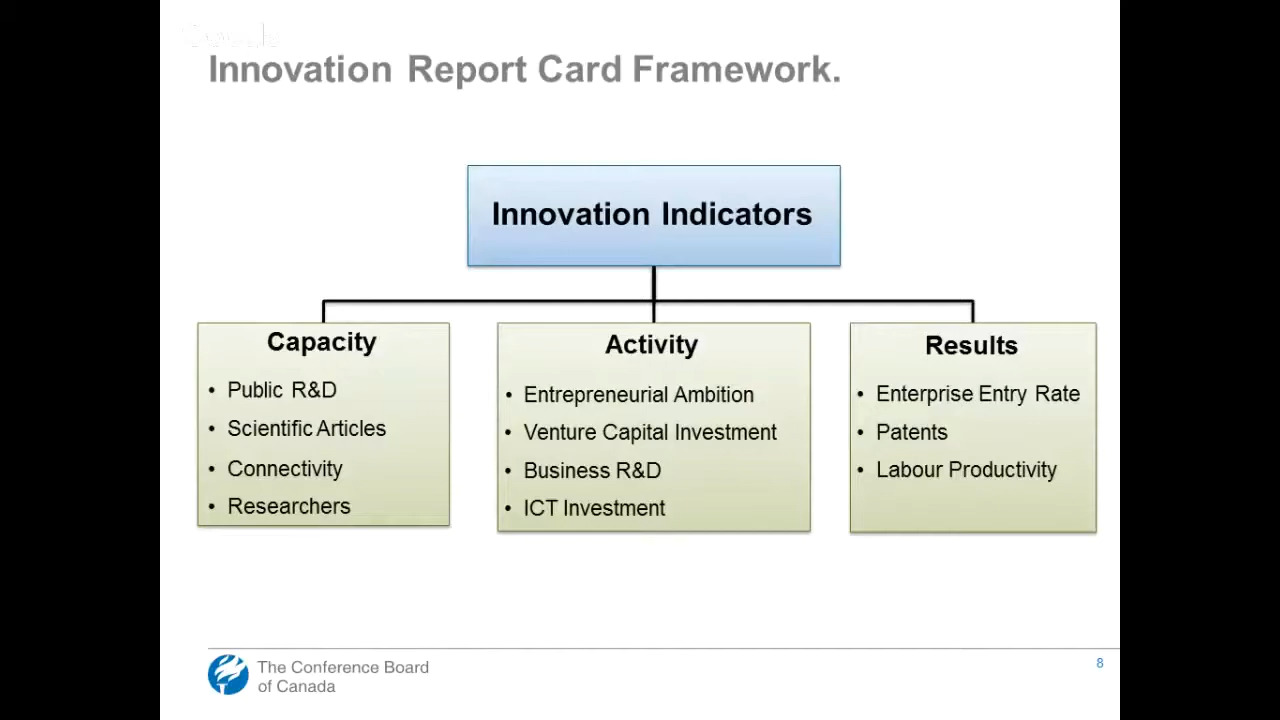 Innovation Report Card Framework.
Innovation Indicators
Capacity
• Public R&D
• Scientific Articles
• Connectivity
• Researchers
Activity
• Entrepreneurial Ambition
• Venture Capital Investment
• Business R&D
• ICT Investment
Results
• Enterprise Entry Rate
• Patents
• Labour Productivity
The Conference Board
of Canada
8